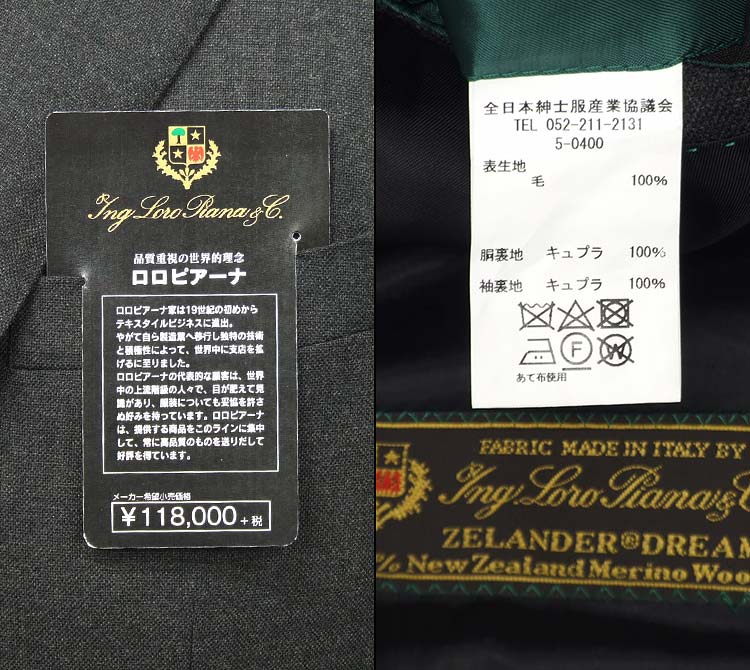 Ing. Loro Piana & C.
品質重視の世界的理念
ロロピアーナ
ロロピアーナ家は19世紀の初めから
テキスタイルビジネスに進出。
やがて自ら製造業へ移行し独特の技術
と積極性によって、世界中に支店を拡
げるに至りました。
ロロピアーナの代表的な顧客は、世界
中の上流階級の人々で、目が肥えて見
識があり、服装についても妥協を許さ
ぬ好みを持っています。ロロピアーナ
は、提供する商品をこのラインに集中
して、常に高品質のものを送りだして
好評を得ています。
メーカー希望小売価格
¥118,000+税
全日本紳士服産業協議会
TEL 052-211-2131
5-0400
表生地
毛 100%
胴裏地 キュプラ 100%
袖裏地 キュプラ 100%
F W
あて布使用
FABRIC MADE IN ITALY BY
Ing. Loro Piana & C
ZELANDER®DREAM
% New Zealand Merino Woo